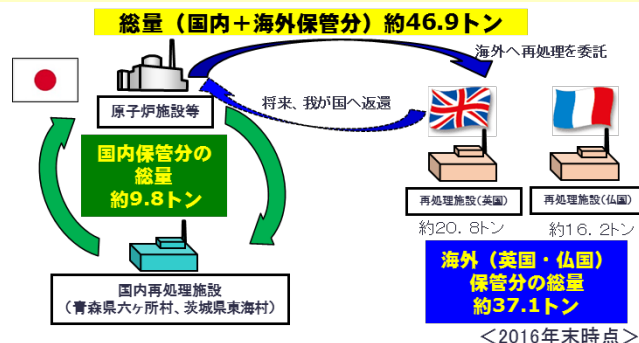 総量(国内+海外保管分)約46.9トン
海外へ再処理を委託
原子炉施設等
将来、我が国へ返還
国内保管分の
総量
約9.8トン
再処理施設(英国)
再処理施設(仏国)
約20.8トン
約16.2トン
国内再処理施設
(青森県六ヶ所村、茨城県東海村)
海外(英国・仏国)
保管分の総量
約37.1トン
<2016年末時点>